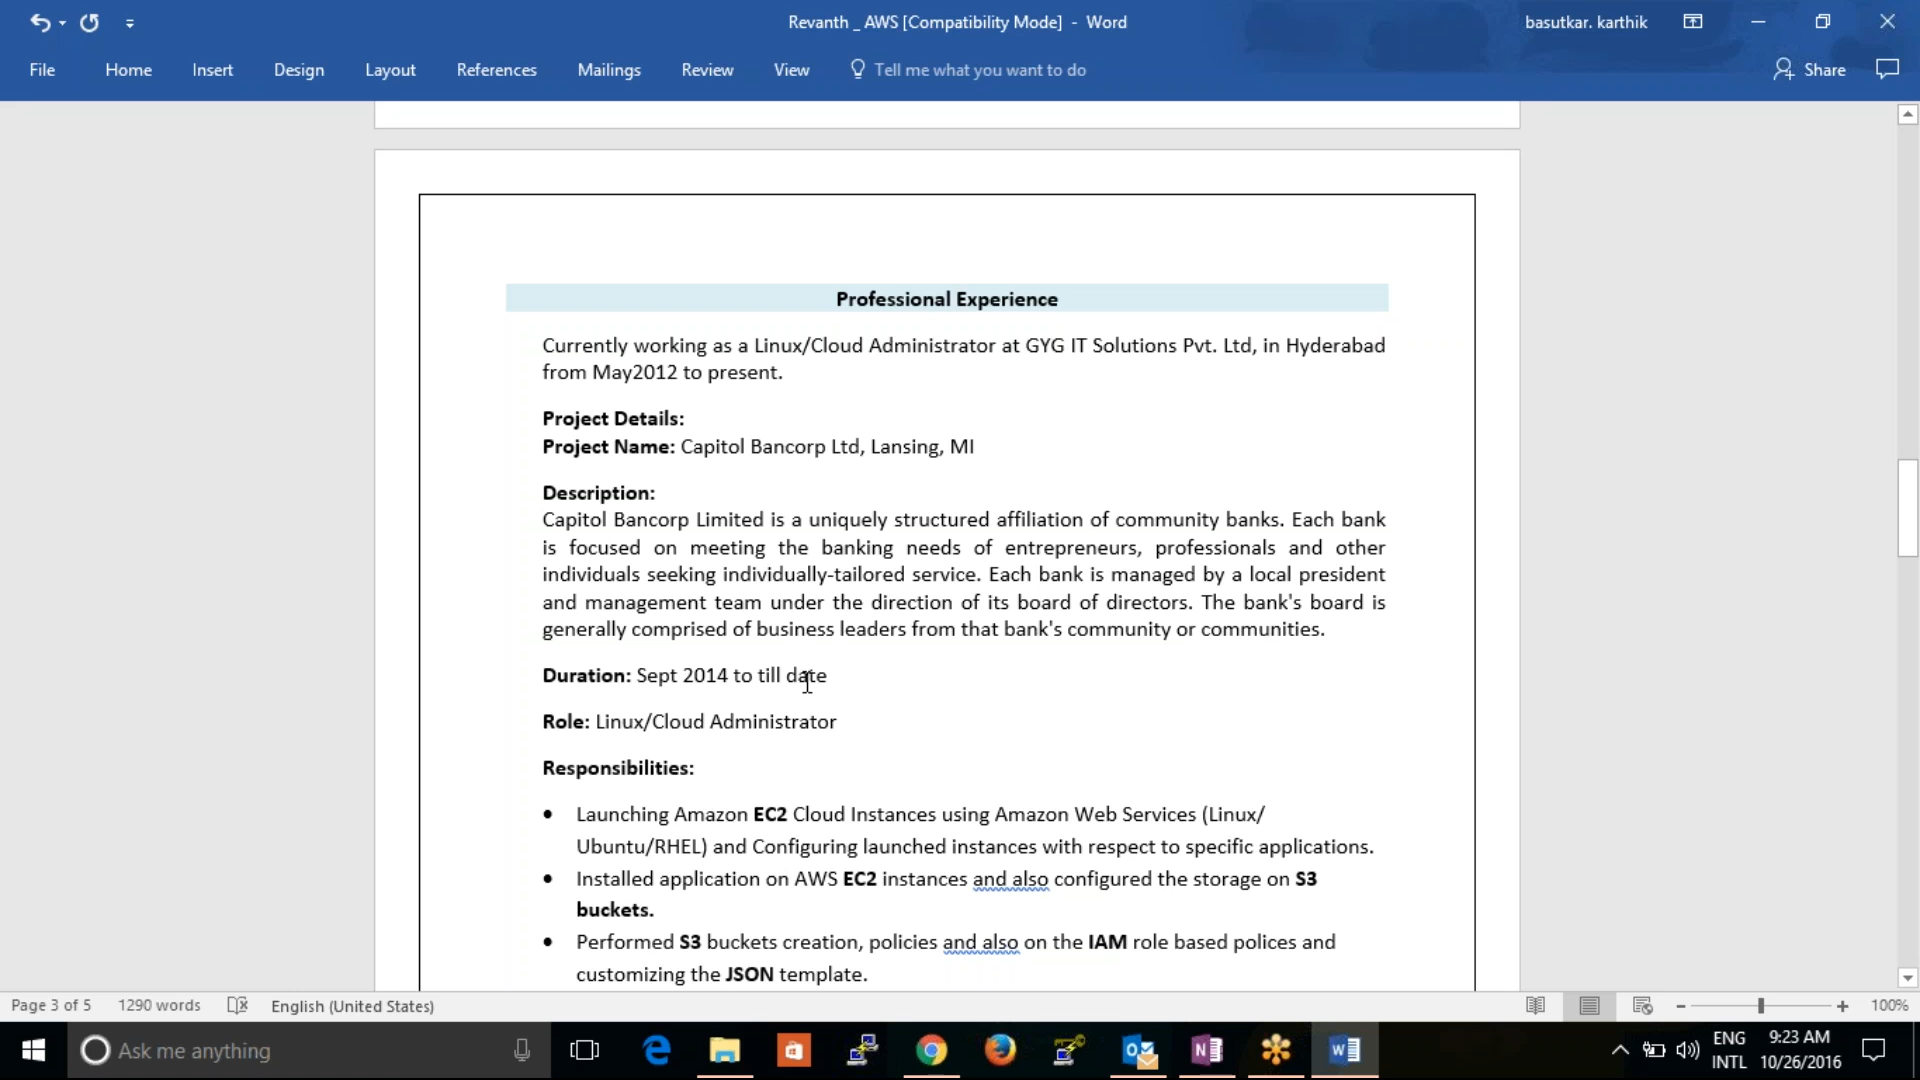 Revanth _ AWS [Compatibility Mode] - Word
basutkar. karthik
File Home Insert Design Layout References Mailings Review View Tell me what you want to do Share
Professional Experience
Currently working as a Linux/Cloud Administrator at GYG IT Solutions Pvt. Ltd, in Hyderabad
from May2012 to present.
Project Details:
Project Name: Capitol Bancorp Ltd, Lansing, MI
Description:
Capitol Bancorp Limited is a uniquely structured affiliation of community banks. Each bank
is focused on meeting the banking needs of entrepreneurs, professionals and other
individuals seeking individually-tailored service. Each bank is managed by a local president
and management team under the direction of its board of directors. The bank's board is
generally comprised of business leaders from that bank's community or communities.
Duration: Sept 2014 to till date
Role: Linux/Cloud Administrator
Responsibilities:
• Launching Amazon EC2 Cloud Instances using Amazon Web Services (Linux/
Ubuntu/RHEL) and Configuring launched instances with respect to specific applications.
• Installed application on AWS EC2 instances and also configured the storage on S3
buckets.
• Performed S3 buckets creation, policies and also on the IAM role based polices and
customizing the JSON template.
Page 3 of 5 1290 words English (United States) 100%
Ask me anything
ENG 9:23 AM
INTL 10/26/2016